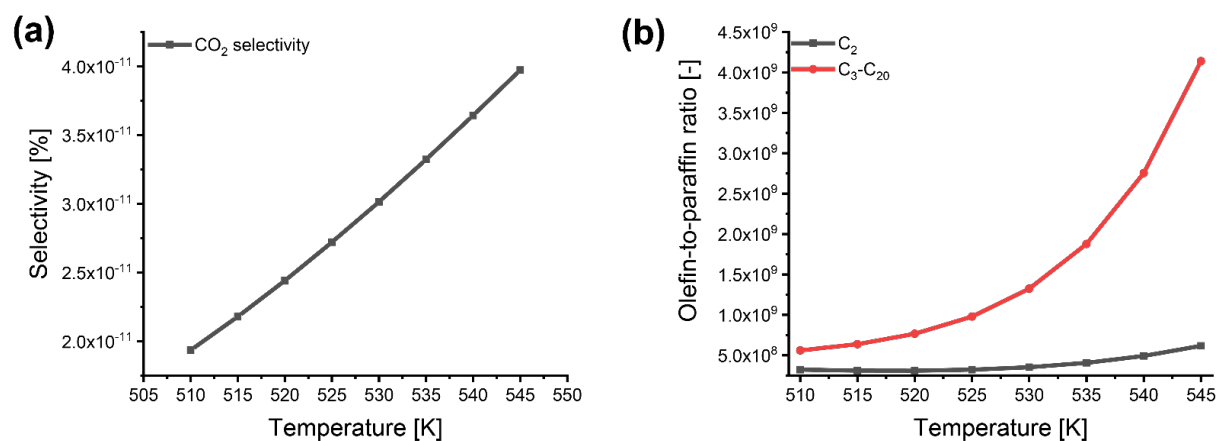 (a)
CO₂ selectivity
4.0x10⁻¹¹
3.5x10⁻¹¹
3.0x10⁻¹¹
2.5x10⁻¹¹
2.0x10⁻¹¹
Selectivity [%]
505 510 515 520 525 530 535 540 545 550
Temperature [K]
(b)
C₂
C₃-C₂₀
4.5x10⁹
4.0x10⁹
3.5x10⁹
3.0x10⁹
2.5x10⁹
2.0x10⁹
1.5x10⁹
1.0x10⁹
5.0x10⁸
Olefin-to-paraffin ratio [-]
510 515 520 525 530 535 540 545
Temperature [K]